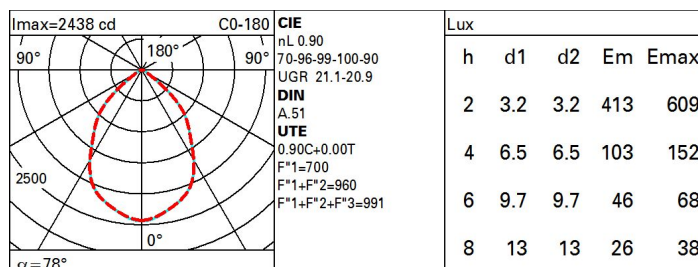 Imax=2438 cd C0-180
90° 180° 90°
2500
0°
α=78°
CIE
nL 0.90
70-96-99-100-90
UGR 21.1-20.9
DIN
A.51
UTE
0.90C+0.00T
F"1=700
F"1+F"2=960
F"1+F"2+F"3=991
Lux
h d1 d2 Em Emax
2 3.2 3.2 413 609
4 6.5 6.5 103 152
6 9.7 9.7 46 68
8 13 13 26 38